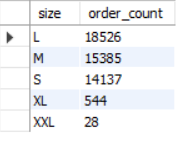 size order_count
L 18526
M 15385
S 14137
XL 544
XXL 28